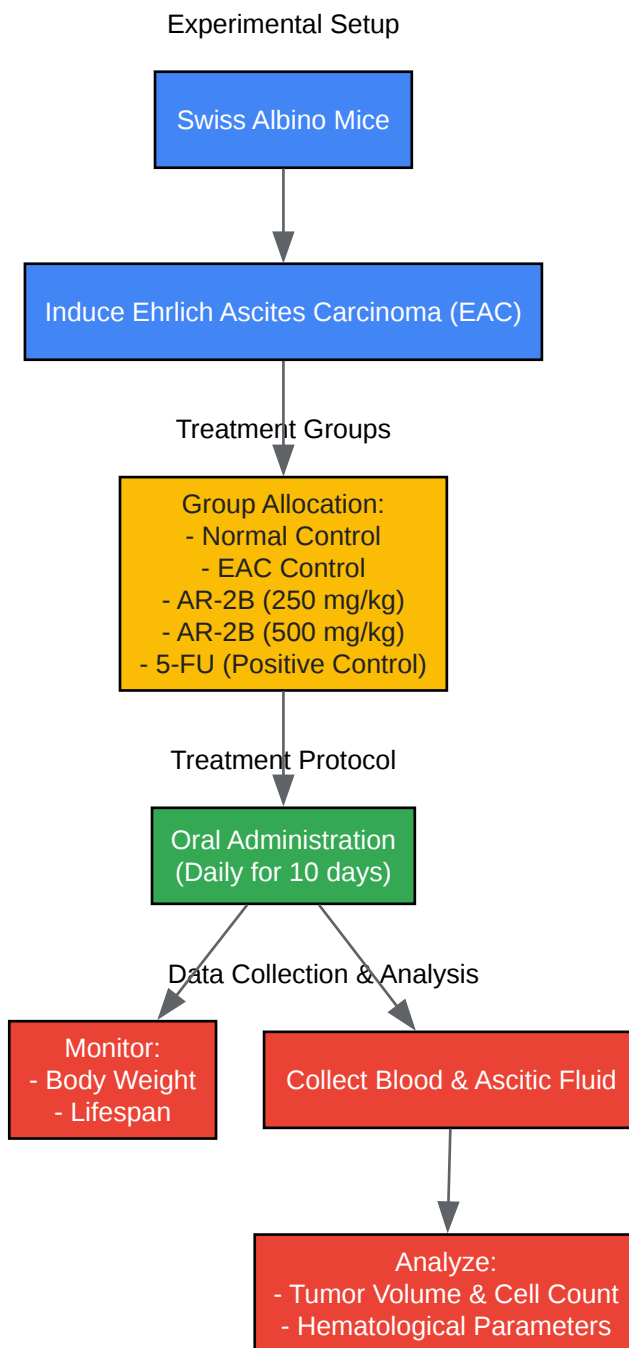 Experimental Setup
Swiss Albino Mice
Induce Ehrlich Ascites Carcinoma (EAC)
Treatment Groups
Group Allocation:
- Normal Control
- EAC Control
- AR-2B (250 mg/kg)
- AR-2B (500 mg/kg)
- 5-FU (Positive Control)
Treatment Protocol
Oral Administration
(Daily for 10 days)
Data Collection & Analysis
Monitor:
- Body Weight
- Lifespan
Collect Blood & Ascitic Fluid
Analyze:
- Tumor Volume & Cell Count
- Hematological Parameters